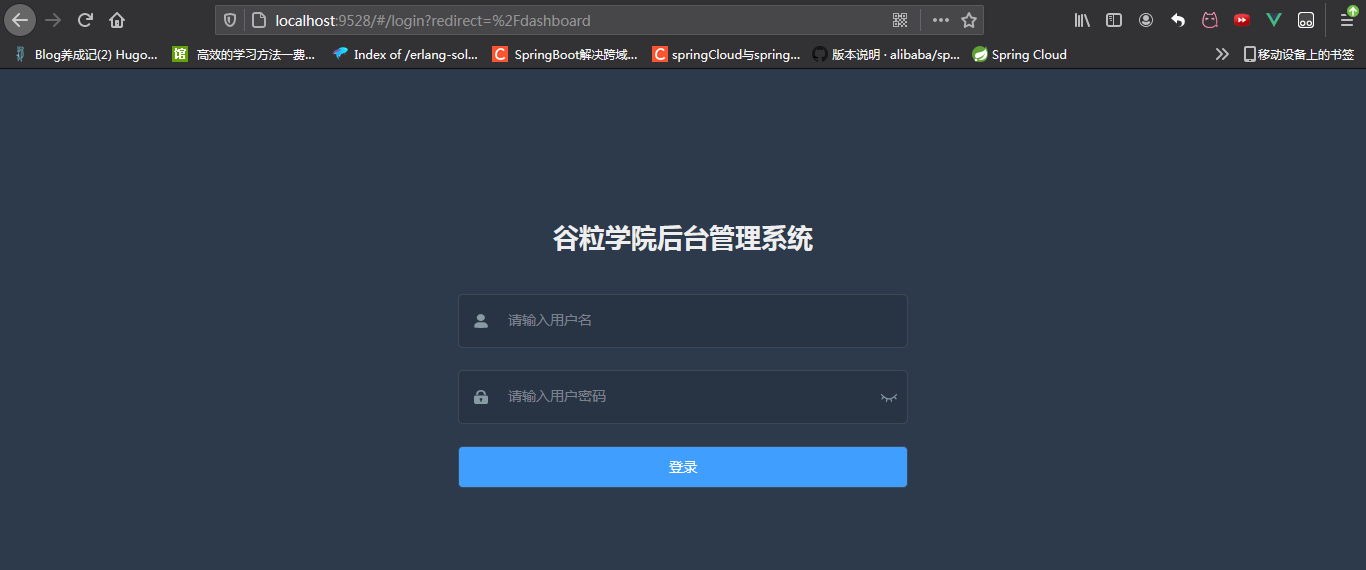 localhost:9528/#/login?redirect=%2Fdashboard
Blog养成记(2) Hugo... 馆 高效的学习方法一费... Index of /erlang-sol... C SpringBoot解决跨域... C springCloud与spring... 版本说明 · alibaba/sp... Spring Cloud 移动设备上的书签
谷粒学院后台管理系统
请输入用户名
请输入用户密码
登录